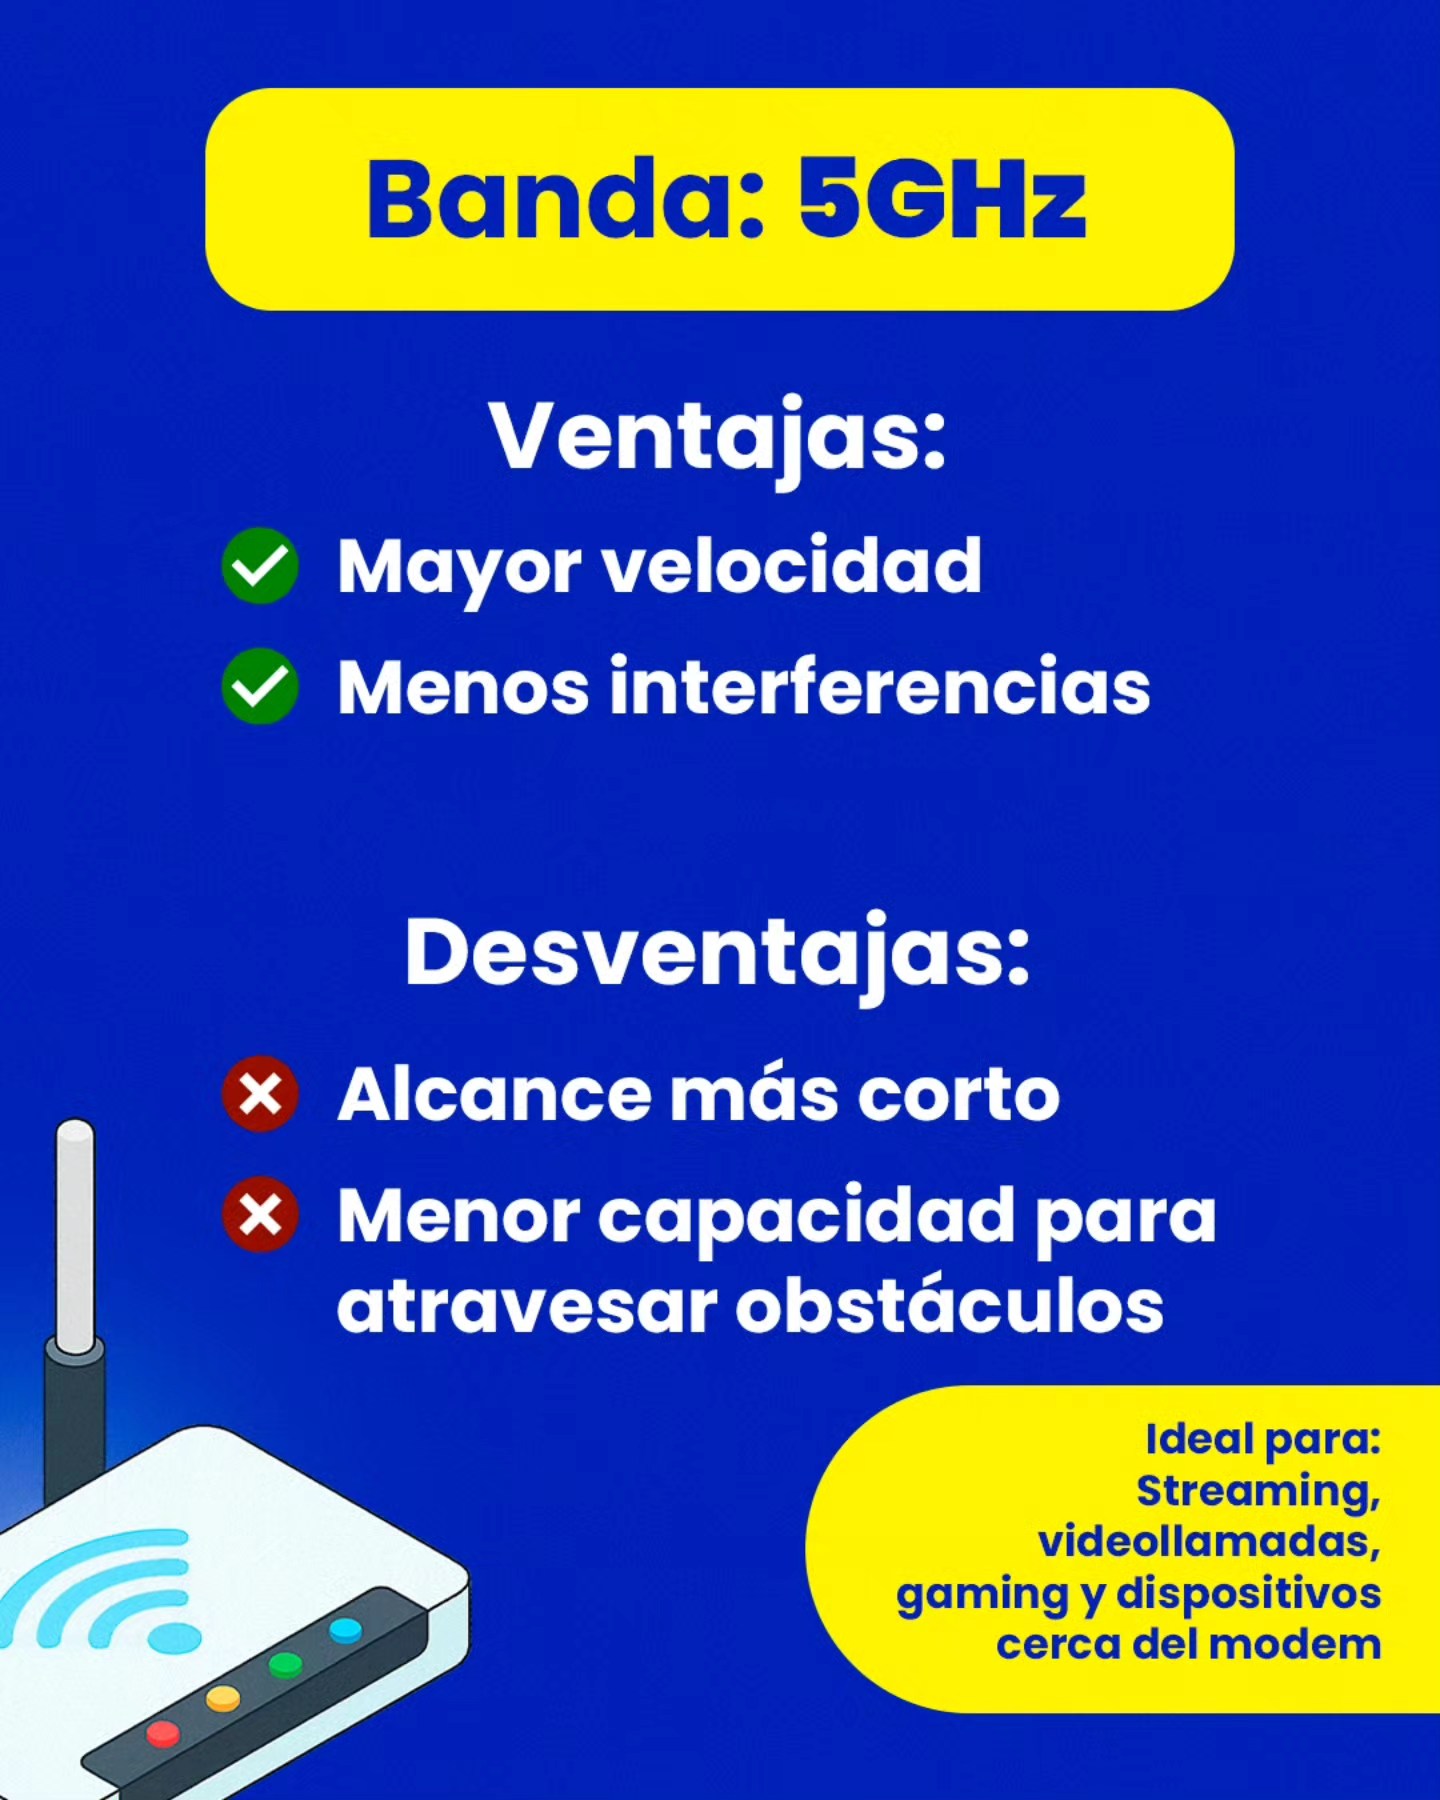 Banda: 5GHz
Ventajas:
Mayor velocidad
Menos interferencias
Desventajas:
Alcance más corto
Menor capacidad para
atravesar obstáculos
Ideal para:
Streaming,
videollamadas,
gaming y dispositivos
cerca del modem